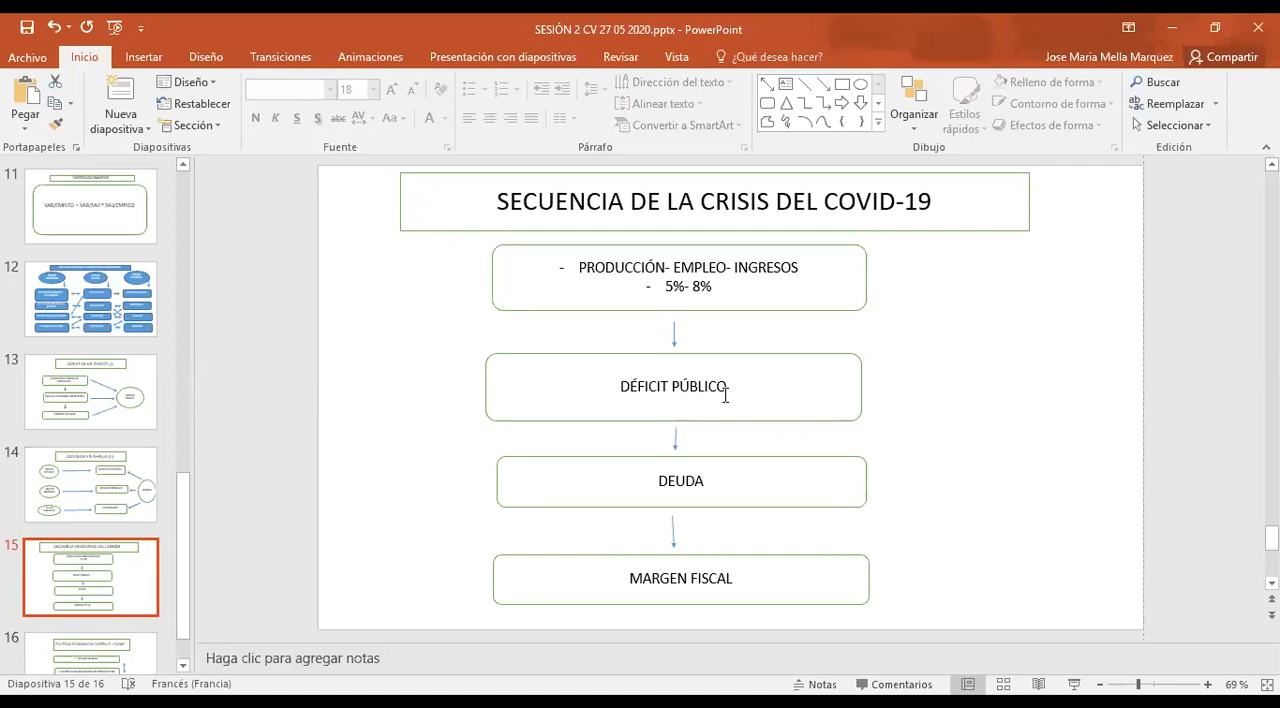 SESIÓN 2 CV 27 05 2020.pptx - PowerPoint
Archivo Inicio Insertar Diseño Transiciones Animaciones Presentación con diapositivas Revisar Vista ¿Qué desea hacer? Jose Maria Mella Marquez Compartir
Pegar
Portapapeles
Nueva diapositiva
Diseño
Restablecer
Sección
Diapositivas
18
N K S S abc AV Aa A
Fuente
Dirección del texto
Alinear texto
Convertir a SmartArt
Párrafo
Organizar
Estilos rápidos
Relleno de forma
Contorno de forma
Efectos de forma
Dibujo
Buscar
Reemplazar
Seleccionar
Edición
11
12
13
14
15
16
SECUENCIA DE LA CRISIS DEL COVID-19
- PRODUCCIÓN- EMPLEO- INGRESOS
- 5%- 8%
DÉFICIT PÚBLICO-
DEUDA
MARGEN FISCAL
Haga clic para agregar notas
Diapositiva 15 de 16 Francés (Francia) Notas Comentarios 69 %